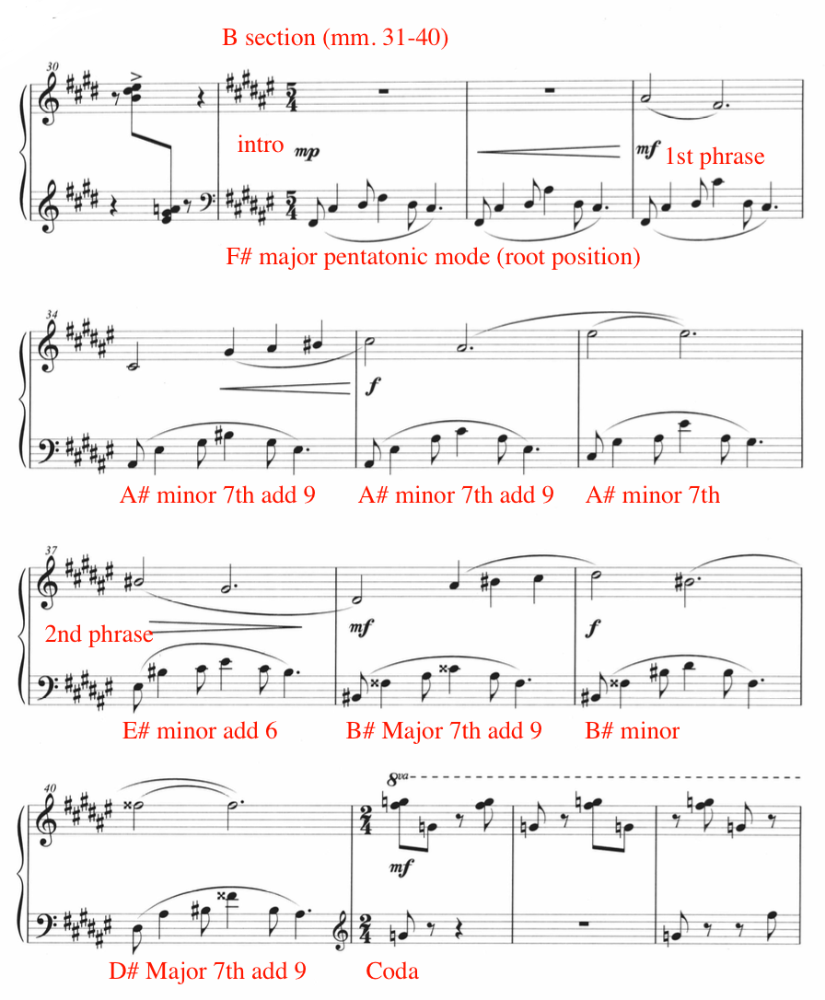 B section (mm. 31-40)
30
5
4
intro
mp
mf
1st phrase
5
4
F# major pentatonic mode (root position)
34
f
A# minor 7th add 9
A# minor 7th add 9
A# minor 7th
37
2nd phrase
mf
f
E# minor add 6
B# Major 7th add 9
B# minor
40
8va
2
4
mf
2
4
D# Major 7th add 9
Coda